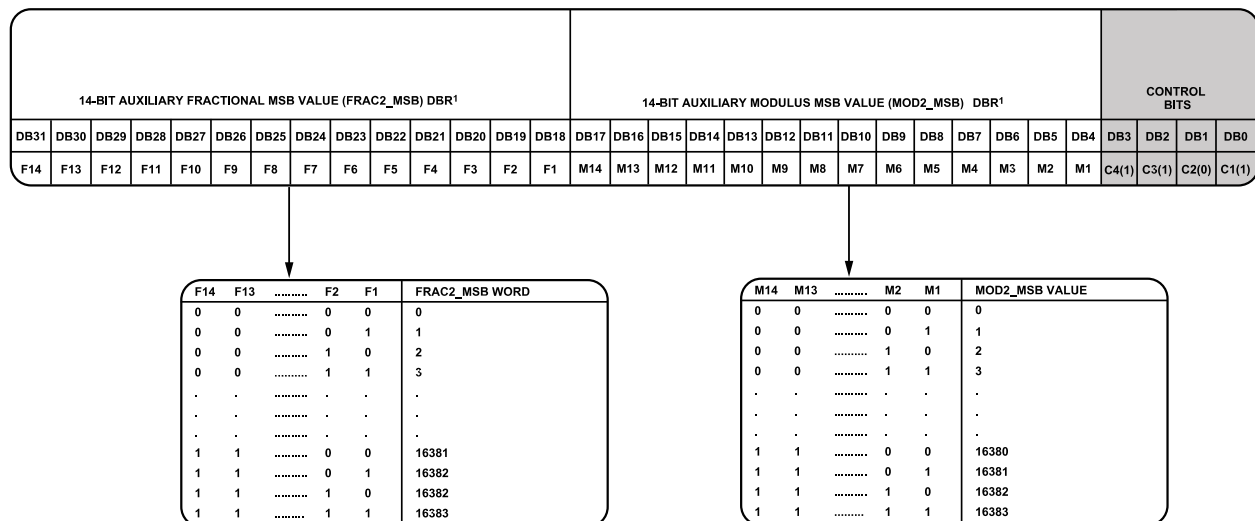 14-BIT AUXILIARY FRACTIONAL MSB VALUE (FRAC2_MSB) DBR1
14-BIT AUXILIARY MODULUS MSB VALUE (MOD2_MSB) DBR1
CONTROL
BITS
DB31 DB30 DB29 DB28 DB27 DB26 DB25 DB24 DB23 DB22 DB21 DB20 DB19 DB18 DB17 DB16 DB15 DB14 DB13 DB12 DB11 DB10 DB9 DB8 DB7 DB6 DB5 DB4 DB3 DB2 DB1 DB0
F14 F13 F12 F11 F10 F9 F8 F7 F6 F5 F4 F3 F2 F1 M14 M13 M12 M11 M10 M9 M8 M7 M6 M5 M4 M3 M2 M1 C4(1) C3(1) C2(0) C1(1)
F14 F13 .......... F2 F1 FRAC2_MSB WORD
0 0 .......... 0 0 0
0 0 .......... 0 1 1
0 0 .......... 1 0 2
0 0 .......... 1 1 3
. . .......... . . .
. . .......... . . .
. . .......... . . .
1 1 .......... 0 0 16381
1 1 .......... 0 1 16382
1 1 .......... 1 0 16382
1 1 .......... 1 1 16383
M14 M13 .......... M2 M1 MOD2_MSB VALUE
0 0 .......... 0 0 0
0 0 .......... 0 1 1
0 0 .......... 1 0 2
0 0 .......... 1 1 3
. . .......... . . .
. . .......... . . .
. . .......... . . .
1 1 .......... 0 0 16380
1 1 .......... 0 1 16381
1 1 .......... 1 0 16382
1 1 ......... 1 1 16383